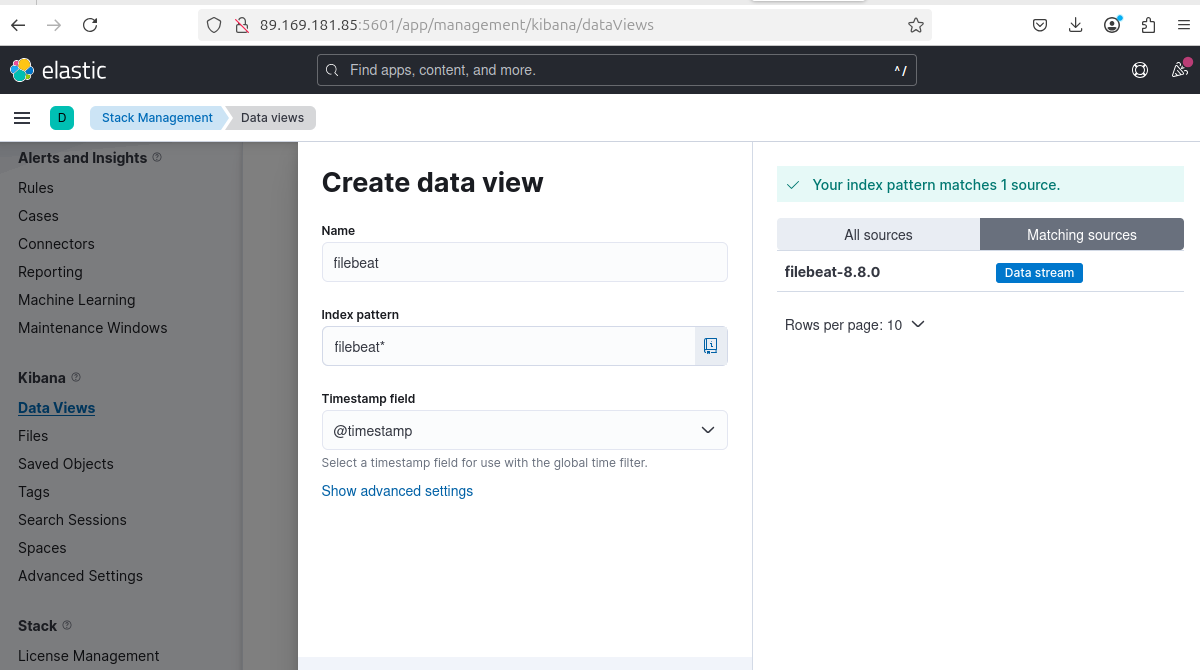 89.169.181.85:5601/app/management/kibana/dataViews
elastic
Find apps, content, and more.
^/
D
Stack Management
Data views
Alerts and Insights
Rules
Cases
Connectors
Reporting
Machine Learning
Maintenance Windows
Kibana
Data Views
Files
Saved Objects
Tags
Search Sessions
Spaces
Advanced Settings
Stack
License Management
Create data view
Name
filebeat
Index pattern
filebeat*
Timestamp field
@timestamp
Select a timestamp field for use with the global time filter.
Show advanced settings
Your index pattern matches 1 source.
All sources
Matching sources
filebeat-8.8.0
Data stream
Rows per page: 10